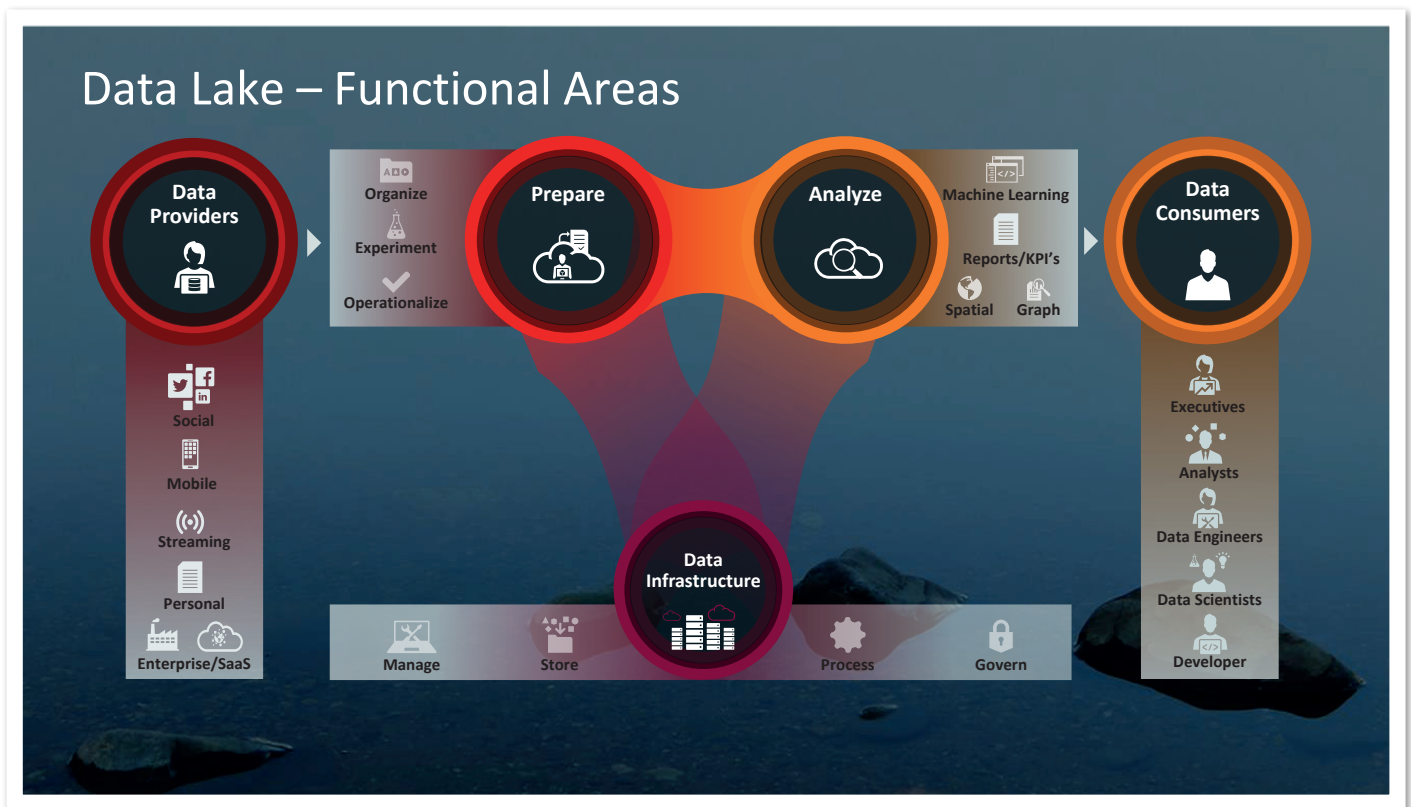 Data Lake – Functional Areas
Data
Providers
Social
Mobile
Streaming
Personal
Enterprise/SaaS
Organize
Experiment
Operationalize
Prepare
Analyze
Machine Learning
Reports/KPI's
Spatial
Graph
Data
Consumers
Executives
Analysts
Data Engineers
Data Scientists
Developer
Data
Infrastructure
Manage
Store
Process
Govern